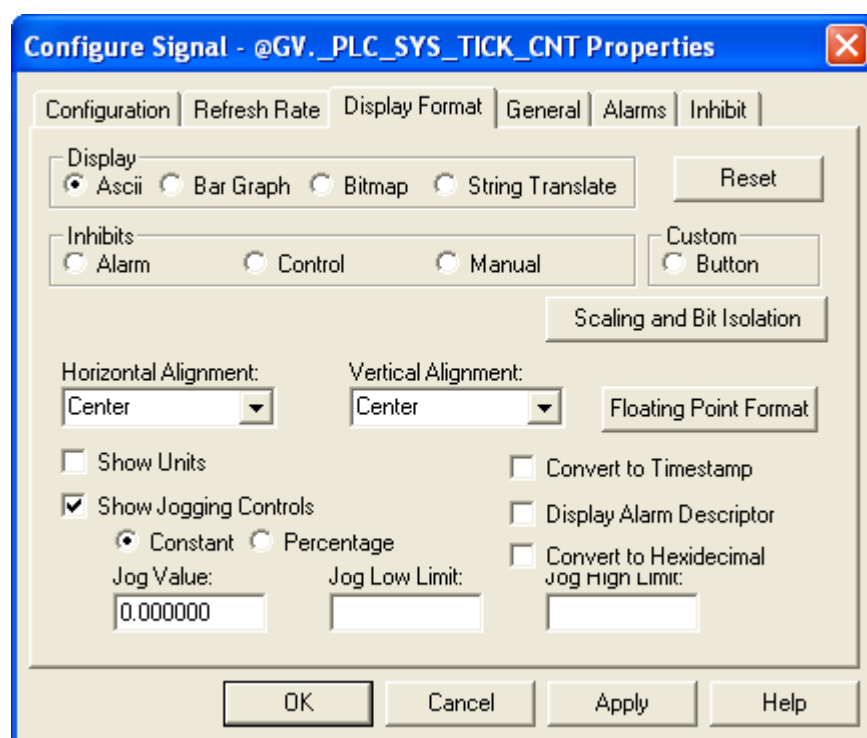 Configure Signal - @GV._PLC_SYS_TICK_CNT Properties
Configuration Refresh Rate Display Format General Alarms Inhibit
Display
Ascii Bar Graph Bitmap String Translate Reset
Inhibits Custom
Alarm Control Manual Button
Scaling and Bit Isolation
Horizontal Alignment: Vertical Alignment:
Center Center Floating Point Format
Show Units Convert to Timestamp
Show Jogging Controls Display Alarm Descriptor
Constant Percentage Convert to Hexidecimal
Jog Value: Jog Low Limit: Jog High Limit:
0.000000
OK Cancel Apply Help